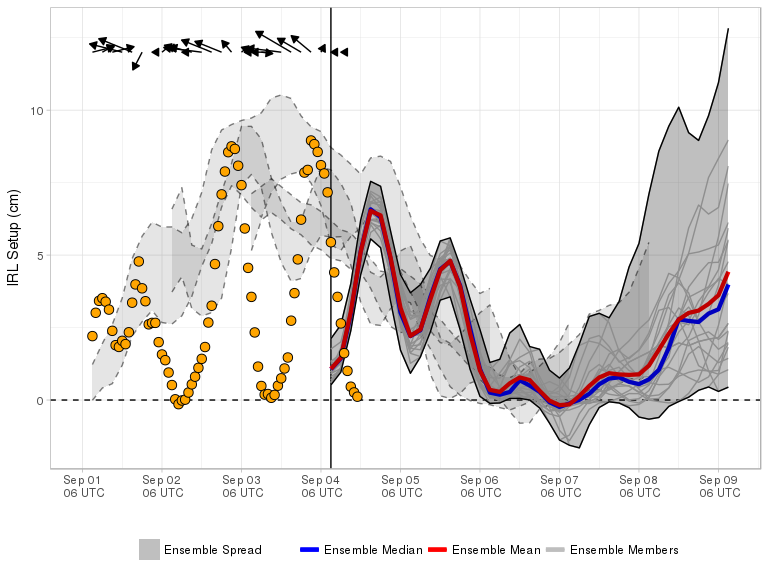 IRL Setup (cm)
10
5
0
Sep 01 Sep 02 Sep 03 Sep 04 Sep 05 Sep 06 Sep 07 Sep 08 Sep 09
06 UTC 06 UTC 06 UTC 06 UTC 06 UTC 06 UTC 06 UTC 06 UTC 06 UTC
Ensemble Spread Ensemble Median Ensemble Mean Ensemble Members